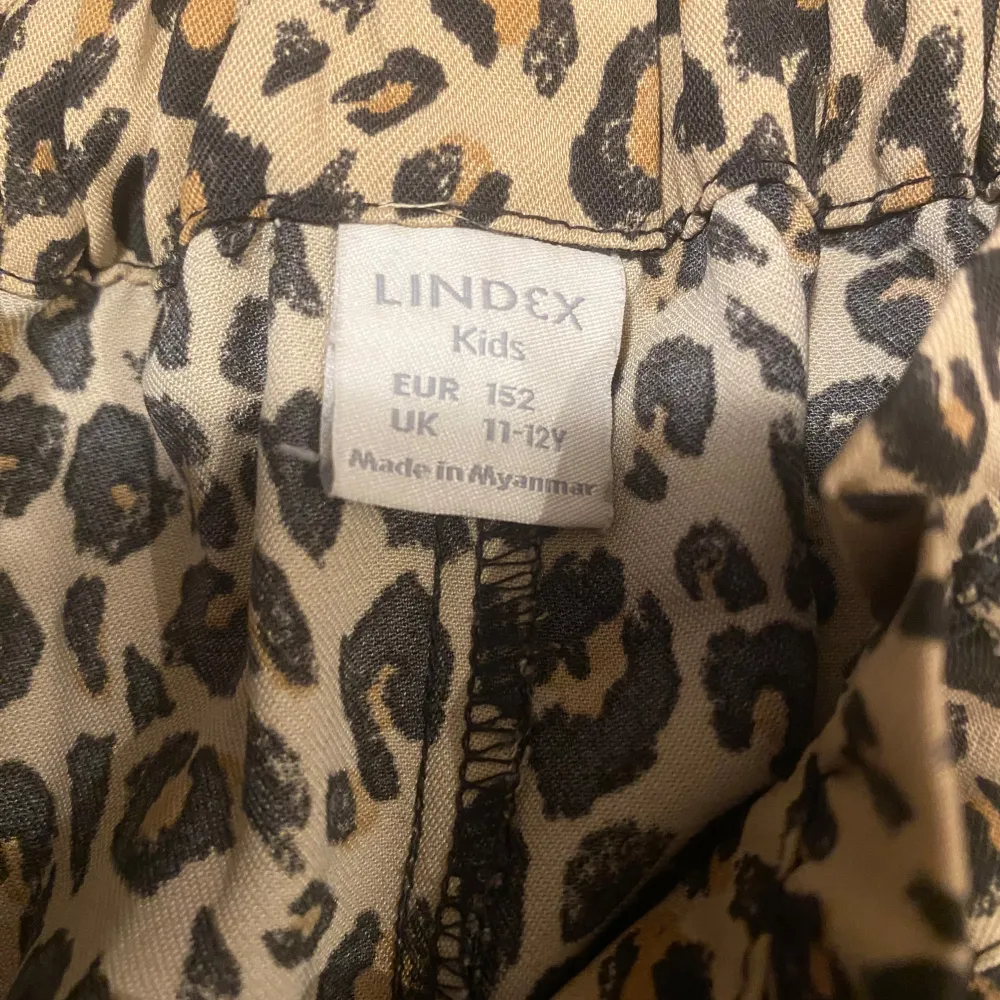 LINDEX
Kids
EUR 152
UK 11-12Y
Made in Myanmar